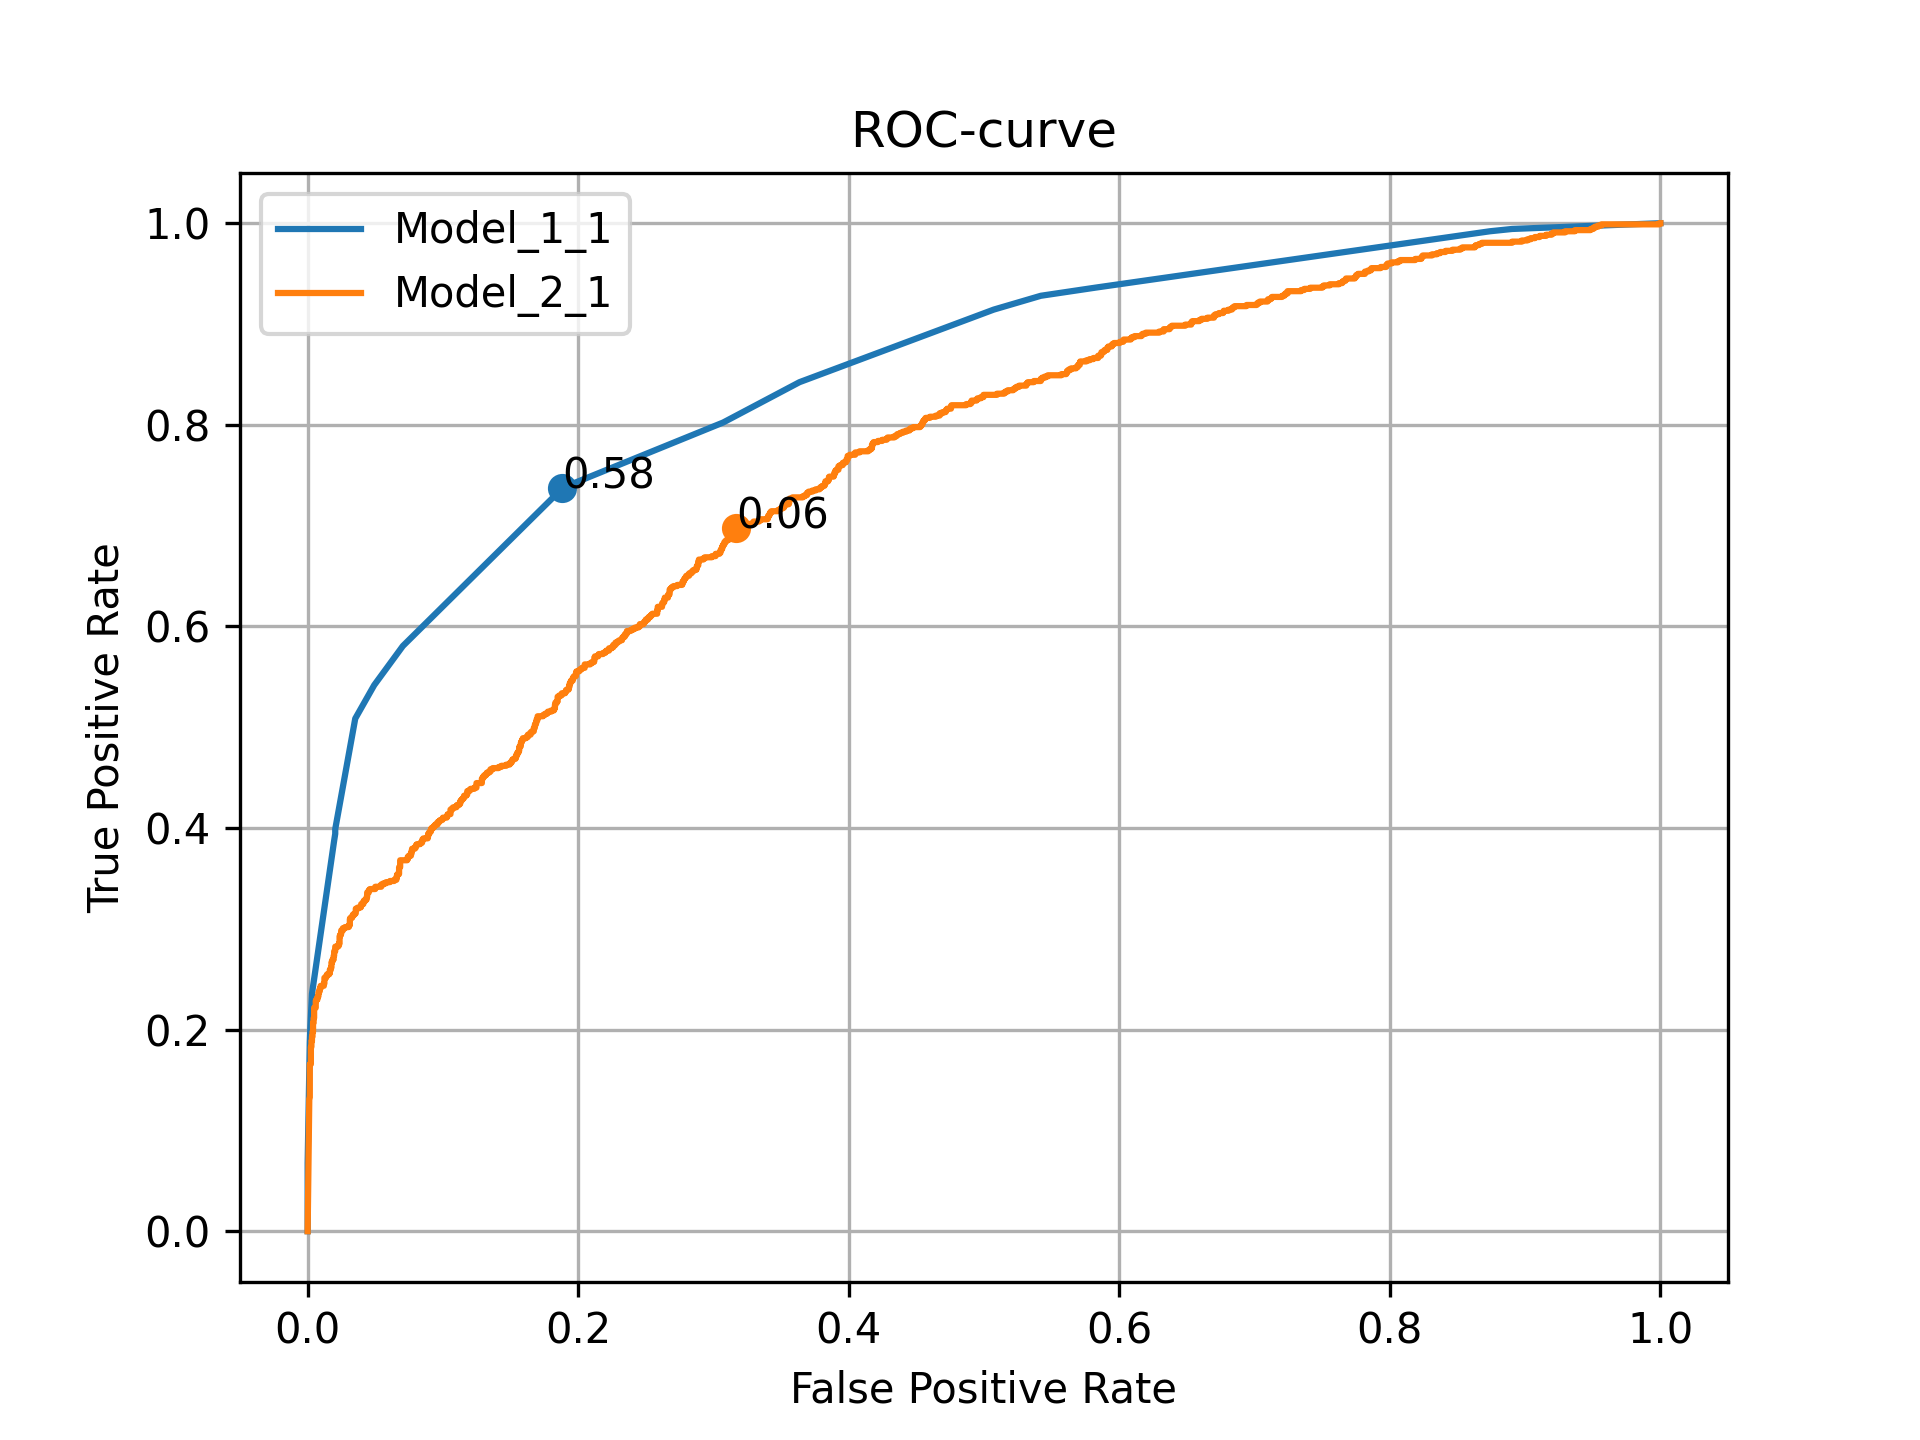 ROC-curve
Model_1_1
Model_2_1
1.0
0.8
0.6
0.4
0.2
0.0
True Positive Rate
0.58
0.06
0.0 0.2 0.4 0.6 0.8 1.0
False Positive Rate